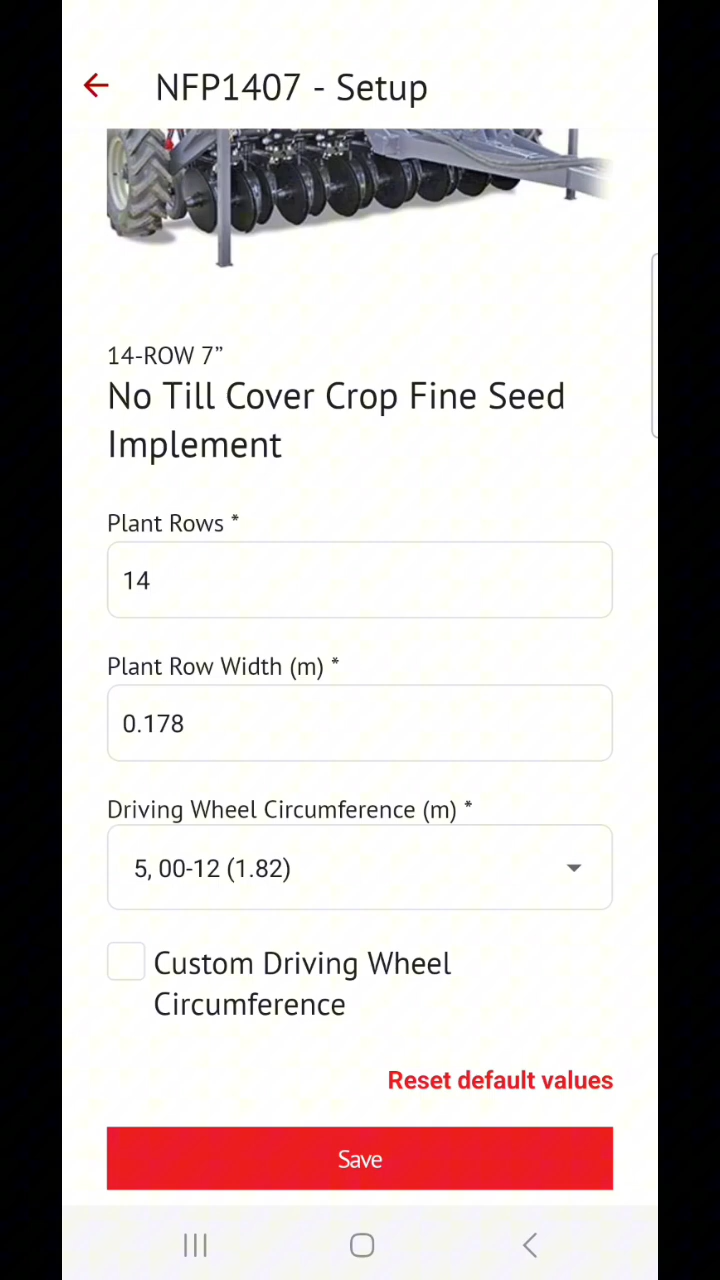 NFP1407 - Setup
14-ROW 7”
No Till Cover Crop Fine Seed
Implement
Plant Rows *
14
Plant Row Width (m) *
0.178
Driving Wheel Circumference (m) *
5, 00-12 (1.82)
Custom Driving Wheel
Circumference
Reset default values
Save